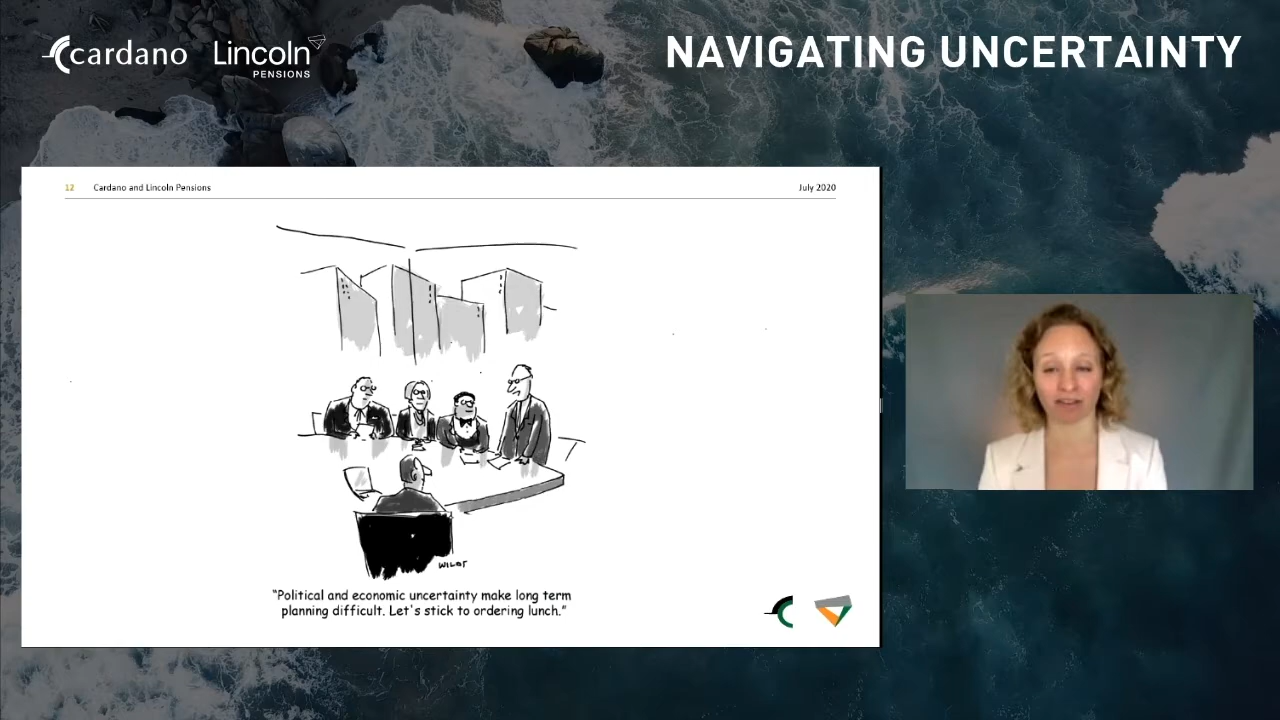 cardano
Lincoln
PENSIONS
NAVIGATING UNCERTAINTY
12 Cardano and Lincoln Pensions July 2020
WILBT
"Political and economic uncertainty make long term
planning difficult. Let's stick to ordering lunch."